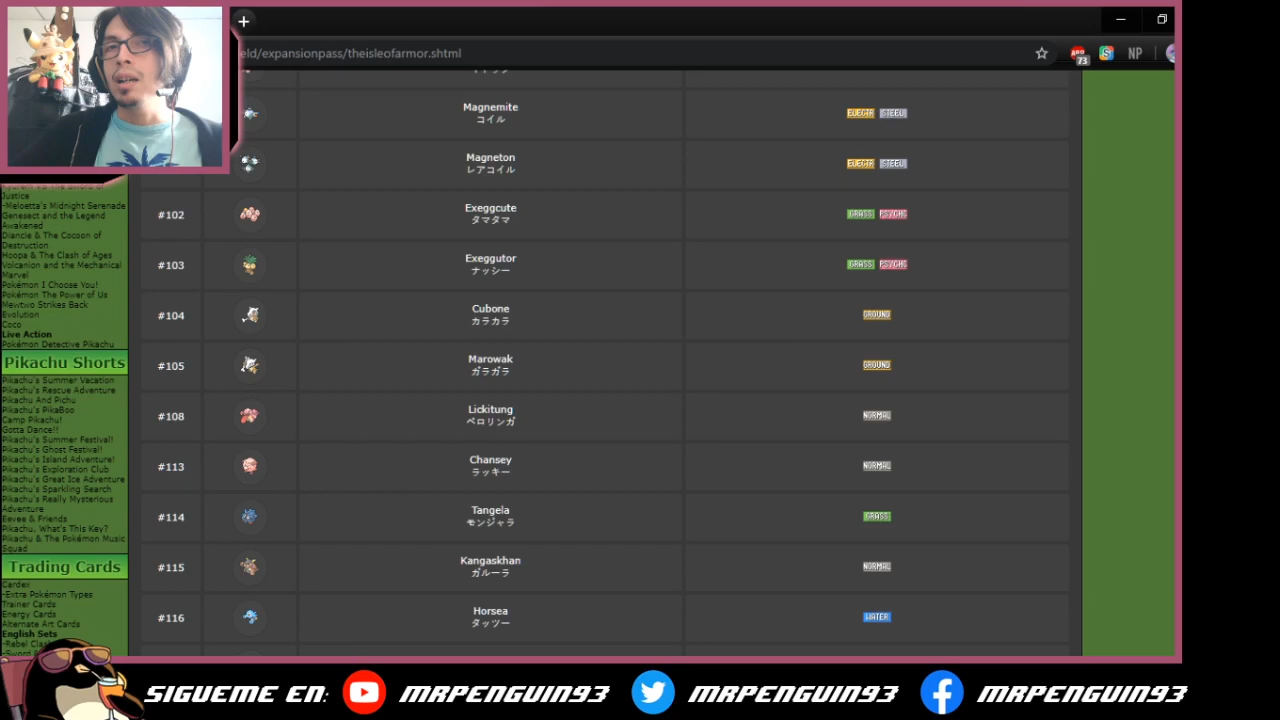 eld/expansionpass/theisleofarmor.shtml
73
NP
Magnemite
コイル
ELECTR STEEL
Magneton
レアコイル
ELECTR STEEL
#102
Exeggcute
タマタマ
GRASS PSYCHC
#103
Exeggutor
ナッシー
GRASS PSYCHC
#104
Cubone
カラカラ
GROUND
#105
Marowak
ガラガラ
GROUND
#108
Lickitung
ベロリンガ
NORMAL
#113
Chansey
ラッキー
NORMAL
#114
Tangela
モンジャラ
GRASS
#115
Kangaskhan
ガルーラ
NORMAL
#116
Horsea
タッツー
WATER
Justice
-Meloetta's Midnight Serenade
Genesect and the Legend
Awakened
Diancie & The Cocoon of
Destruction
Hoopa & The Clash of Ages
Volcanion and the Mechanical
Marvel
Pokémon I Choose You!
Pokémon The Power of Us
Mewtwo Strikes Back
Evolution
Coco
Live Action
Pokémon Detective Pikachu
Pikachu Shorts
Pikachu's Summer Vacation
Pikachu's Rescue Adventure
Pikachu And Pichu
Pikachu's PikaBoo
Camp Pikachu!
Gotta Dance!!
Pikachu's Summer Festival!
Pikachu's Ghost Festival!
Pikachu's Island Adventure!
Pikachu's Exploration Club
Pikachu's Great Ice Adventure
Pikachu's Sparkling Search
Pikachu's Really Mysterious
Adventure
Eevee & Friends
Pikachu, What's This Key?
Pikachu & The Pokémon Music
Squad
Trading Cards
Cardex
-Extra Pokémon Types
Trainer Cards
Energy Cards
Alternate Art Cards
English Sets
-Rebel Clas
SIGUEME EN: MRPENGUIN93 MRPENGUIN93 MRPENGUIN93